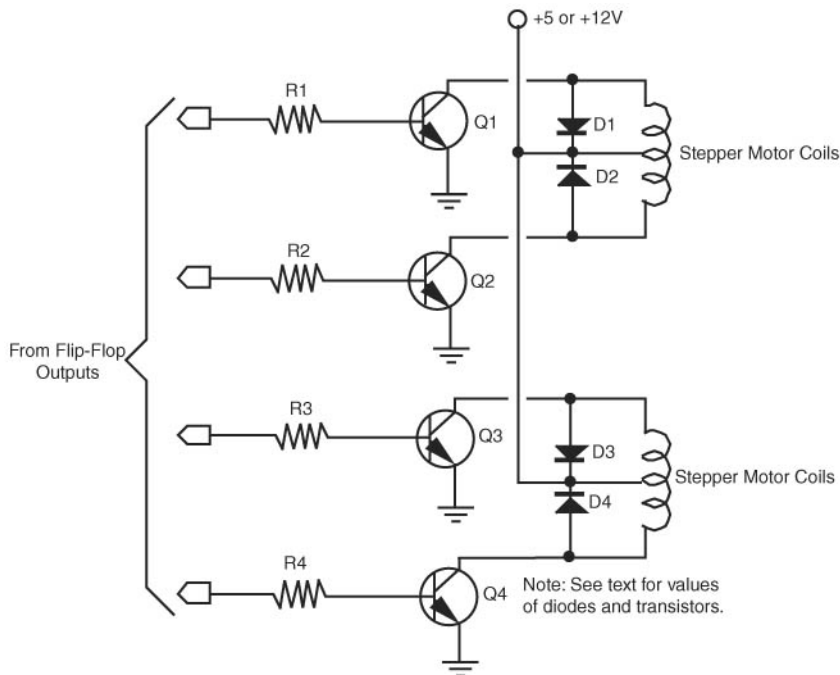 +5 or +12V
R1
Q1
D1
Stepper Motor Coils
D2
R2
Q2
From Flip-Flop
Outputs
R3
Q3
D3
Stepper Motor Coils
D4
R4
Q4
Note: See text for values
of diodes and transistors.